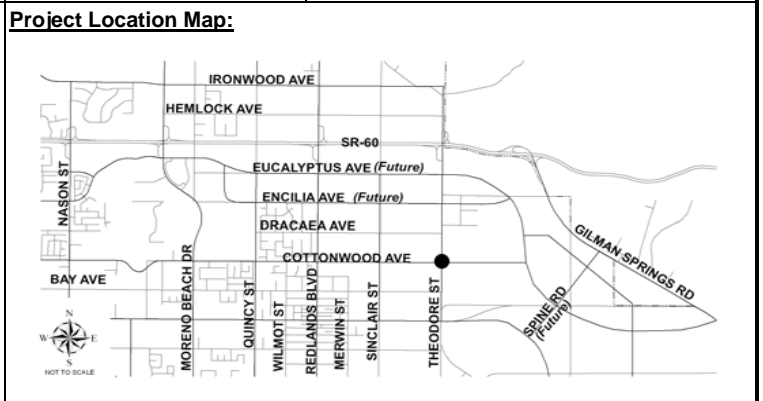 Project Location Map:
IRONWOOD AVE
HEMLOCK AVE
SR-60
EUCALYPTUS AVE (Future)
ENCILIA AVE (Future)
DRACAEA AVE
COTTONWOOD AVE
BAY AVE
NASON ST
MORENO BEACH DR
QUINCY ST
WILMOT ST
REDLANDS BLVD
MERWIN ST
SINCLAIR ST
THEODORE ST
SPINE RD
(Future)
GILMAN SPRINGS RD
N
W
E
S
NOT TO SCALE